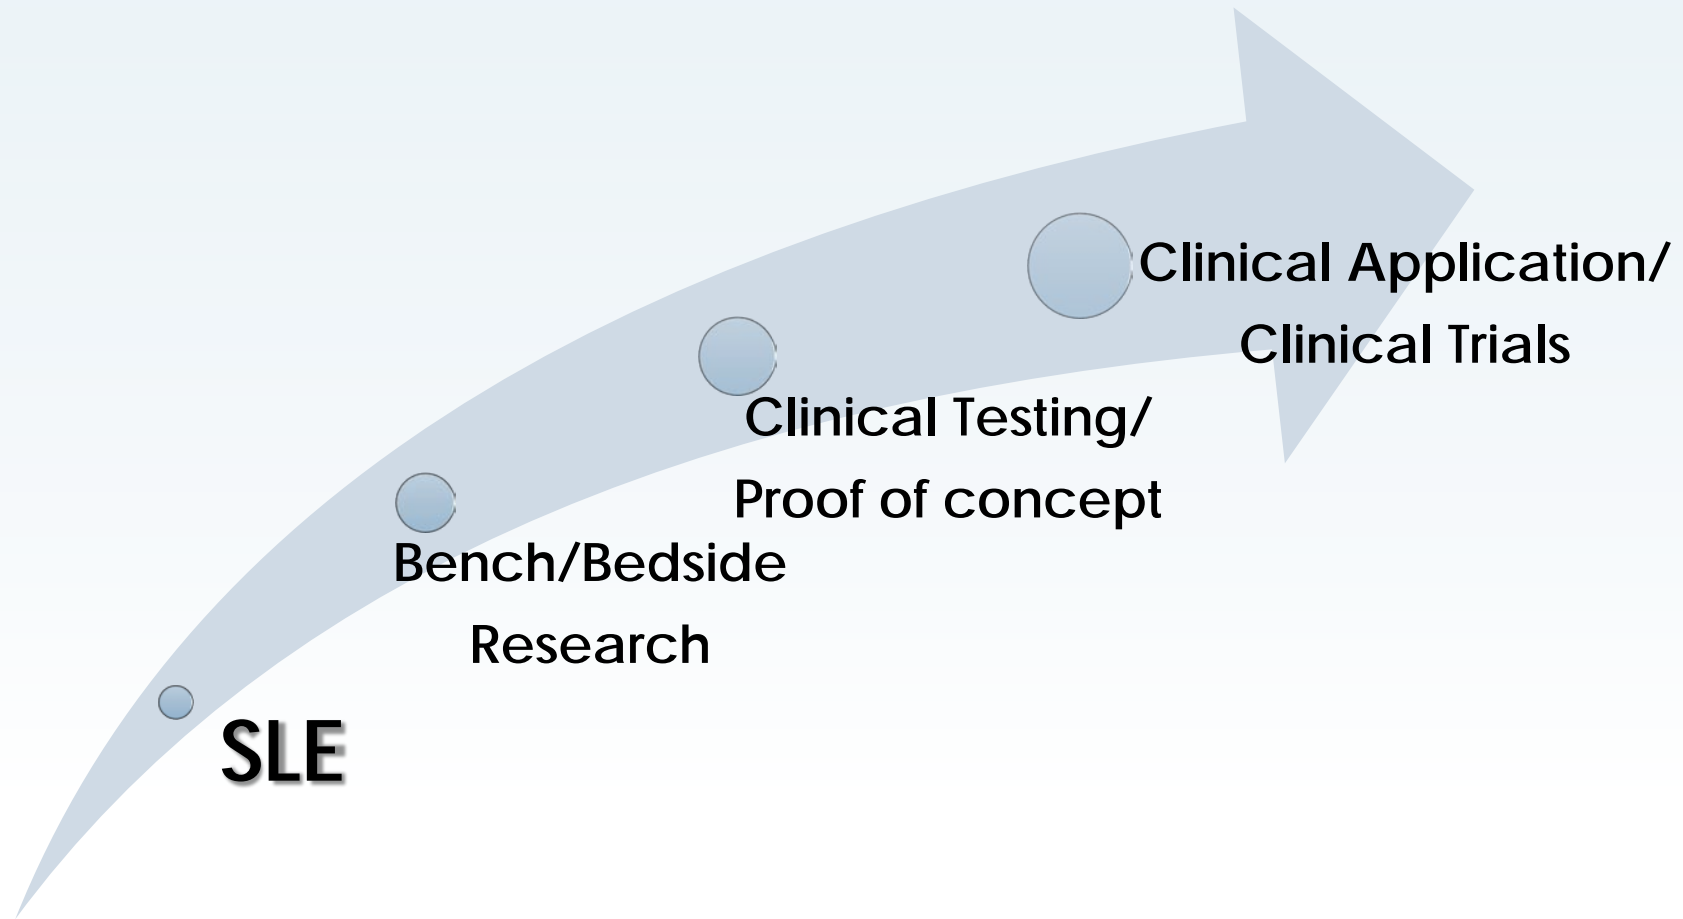 Clinical Application/
Clinical Trials
Clinical Testing/
Proof of concept
Bench/Bedside
Research
SLE